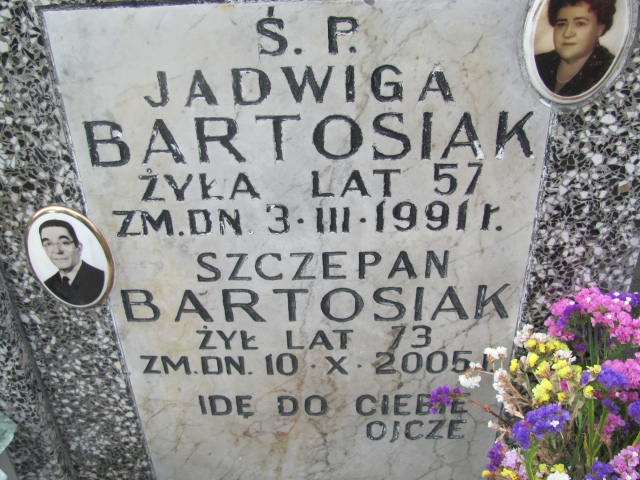 Ś. P.
JADWIGA
BARTOSIAK
ŻYŁA LAT 57
ZM. DN. 3·III·1991 r.
SZCZEPAN
BARTOSIAK
ŻYŁ LAT 73
ZM. DN. 10·X·2005
IDĘ DO CIEBIE
OJCZE